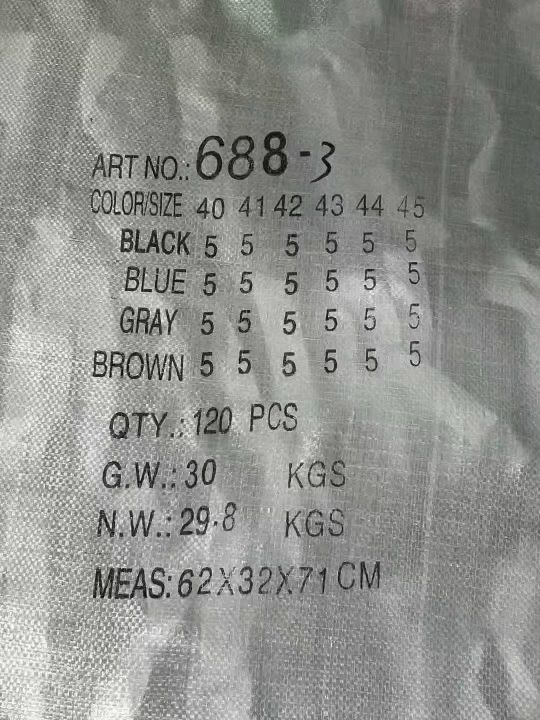 ART NO.: 688-3
COLOR/SIZE 40 41 42 43 44 45
BLACK 5 5 5 5 5 5
BLUE 5 5 5 5 5 5
GRAY 5 5 5 5 5 5
BROWN 5 5 5 5 5 5
QTY.: 120 PCS
G.W.: 30 KGS
N.W.: 29.8 KGS
MEAS: 62X32X71 CM